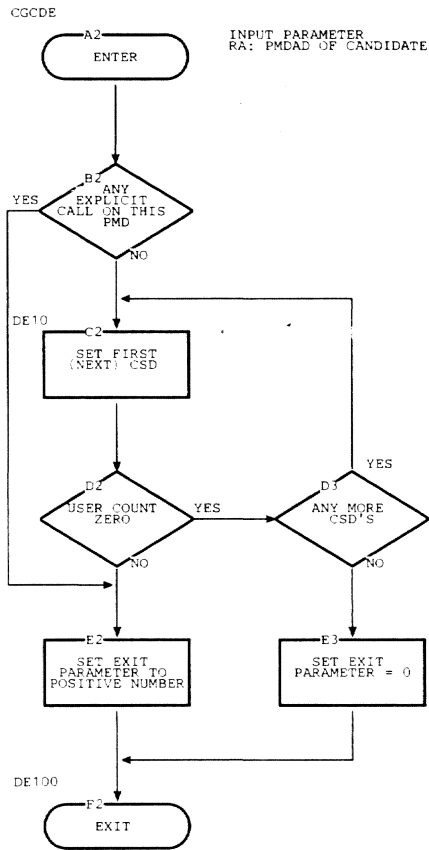 CGCDE
A2
ENTER
INPUT PARAMETER
RA: PMDAD OF CANDIDATE
B2
ANY
EXPLICIT
CALL ON THIS
PMD
YES
NO
DE10
C2
SET FIRST
(NEXT) CSD
YES
D2
USER COUNT
ZERO
YES
D3
ANY MORE
CSD'S
NO
NO
E2
SET EXIT
PARAMETER TO
POSITIVE NUMBER
E3
SET EXIT
PARAMETER = 0
DE100
F2
EXIT